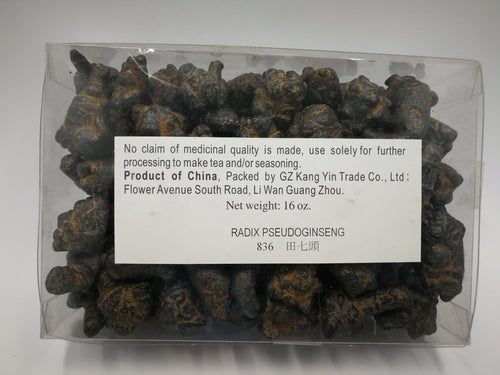 No claim of medicinal quality is made, use solely for further
processing to make tea and/or seasoning.
Product of China, Packed by GZ Kang Yin Trade Co., Ltd;
Flower Avenue South Road, Li Wan Guang Zhou.
Net weight: 16 oz.
RADIX PSEUDOGINSENG
836 田七頭